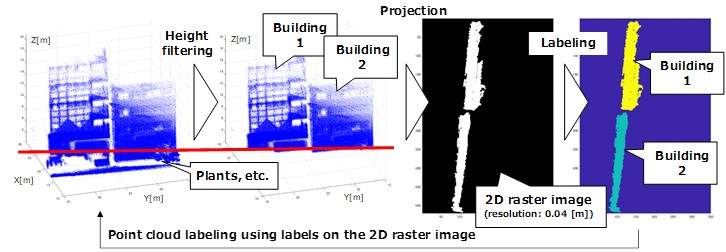 Projection
Z[m]
Height
filtering
Z[m]
Building
1
Building
2
Labeling
Building
1
Plants, etc.
X[m]
Y[m]
Y[m]
2D raster image
(resolution: 0.04 [m])
Building
2
Point cloud labeling using labels on the 2D raster image